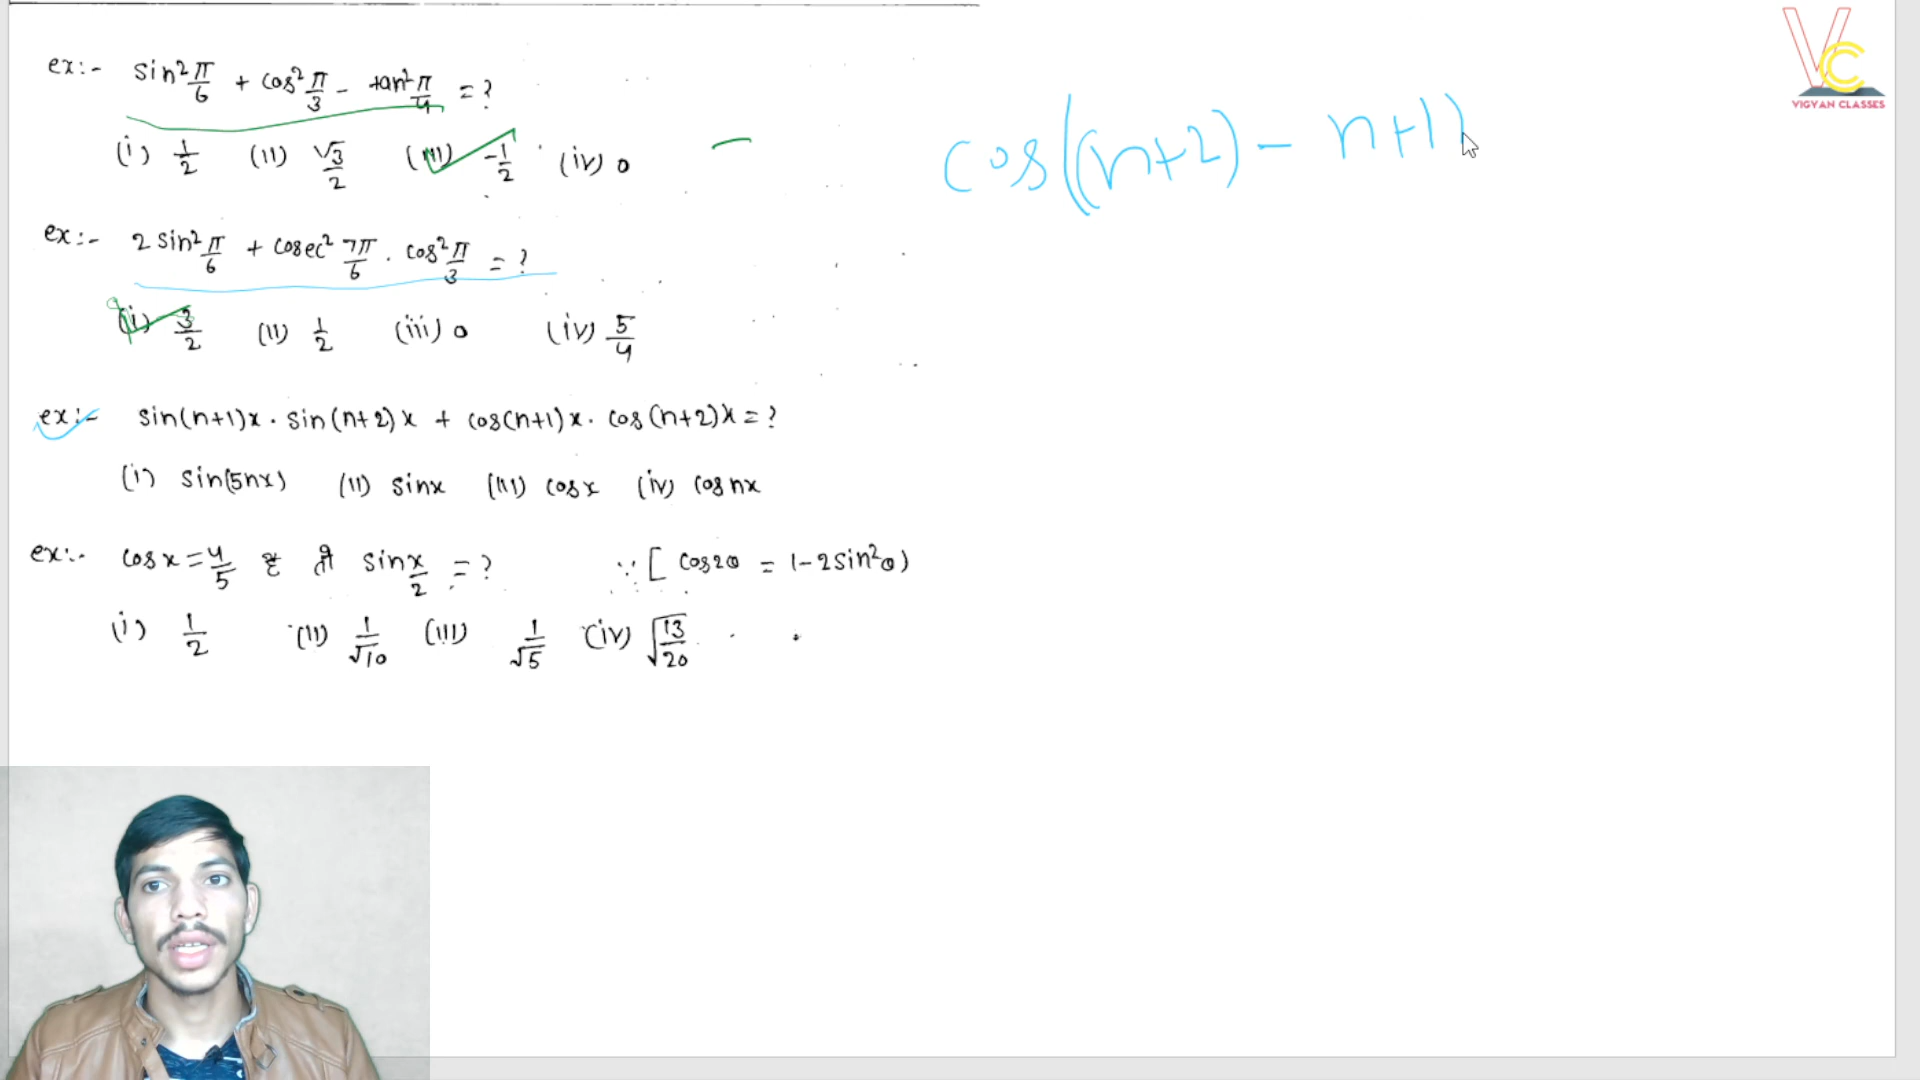 ex:- sin²π/6 + cos²π/3 - tan²π/4 = ?
(i) 1/2 (ii) √3/2 (iii) -1/2 (iv) 0
ex:- 2 sin²π/6 + cosec²7π/6 . cos²π/3 = ?
(i) 3/2 (ii) 1/2 (iii) 0 (iv) 5/4
ex:- sin(n+1)x . sin(n+2)x + cos(n+1)x . cos(n+2)x = ?
(i) sin(5nx) (ii) sinx (iii) cosx (iv) cos nx
ex:- cosx = 4/5 है तो sin x/2 = ? ∵ [ cos2θ = 1-2sin²θ )
(i) 1/2 (ii) 1/√10 (iii) 1/√5 (iv) √13/20
cos((n+2) - n+1)
VC
VIGYAN CLASSES